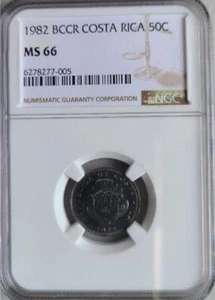 1982 BCCR COSTA RICA 50C
MS 66
6278277-005
NUMISMATIC GUARANTY CORPORATION
NGC